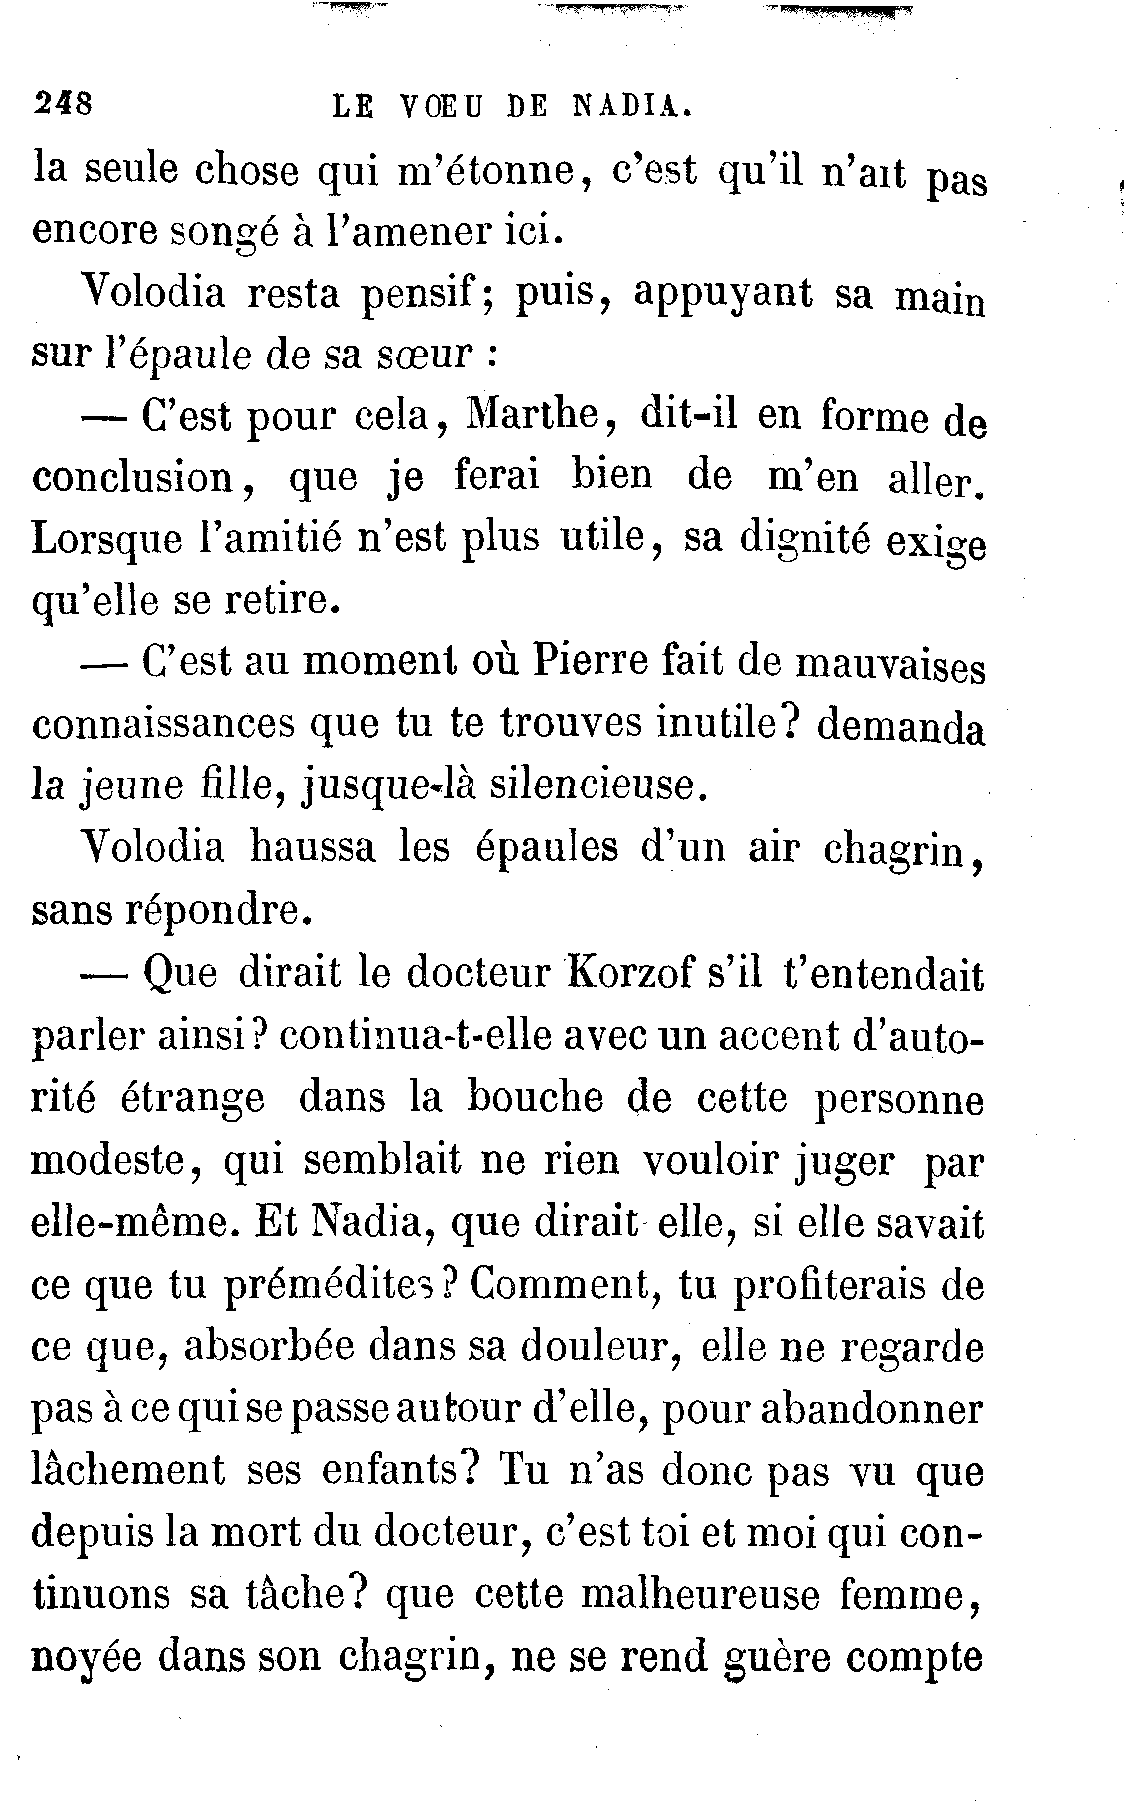 248 LE VŒU DE NADIA.
la seule chose qui m'étonne, c'est qu'il n'ait pas
encore songé à l'amener ici.
Volodia resta pensif; puis, appuyant sa main
sur l'épaule de sa sœur :
— C'est pour cela, Marthe, dit-il en forme de
conclusion, que je ferai bien de m'en aller.
Lorsque l'amitié n'est plus utile, sa dignité exige
qu'elle se retire.
— C'est au moment où Pierre fait de mauvaises
connaissances que tu te trouves inutile? demanda
la jeune fille, jusque-là silencieuse.
Volodia haussa les épaules d'un air chagrin,
sans répondre.
— Que dirait le docteur Korzof s'il t'entendait
parler ainsi? continua-t-elle avec un accent d'auto-
rité étrange dans la bouche de cette personne
modeste, qui semblait ne rien vouloir juger par
elle-même. Et Nadia, que dirait-elle, si elle savait
ce que tu prémédites? Comment, tu profiterais de
ce que, absorbée dans sa douleur, elle ne regarde
pas à ce qui se passe autour d'elle, pour abandonner
lâchement ses enfants? Tu n'as donc pas vu que
depuis la mort du docteur, c'est toi et moi qui con-
tinuons sa tâche? que cette malheureuse femme,
noyée dans son chagrin, ne se rend guère compte